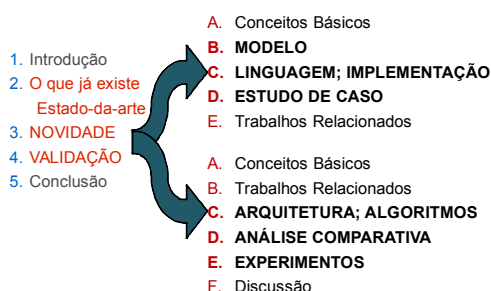 1. Introdução
2. O que já existe
Estado-da-arte
3. NOVIDADE
4. VALIDAÇÃO
5. Conclusão
A. Conceitos Básicos
B. MODELO
C. LINGUAGEM; IMPLEMENTAÇÃO
D. ESTUDO DE CASO
E. Trabalhos Relacionados
A. Conceitos Básicos
B. Trabalhos Relacionados
C. ARQUITETURA; ALGORITMOS
D. ANÁLISE COMPARATIVA
E. EXPERIMENTOS
F. Discussão